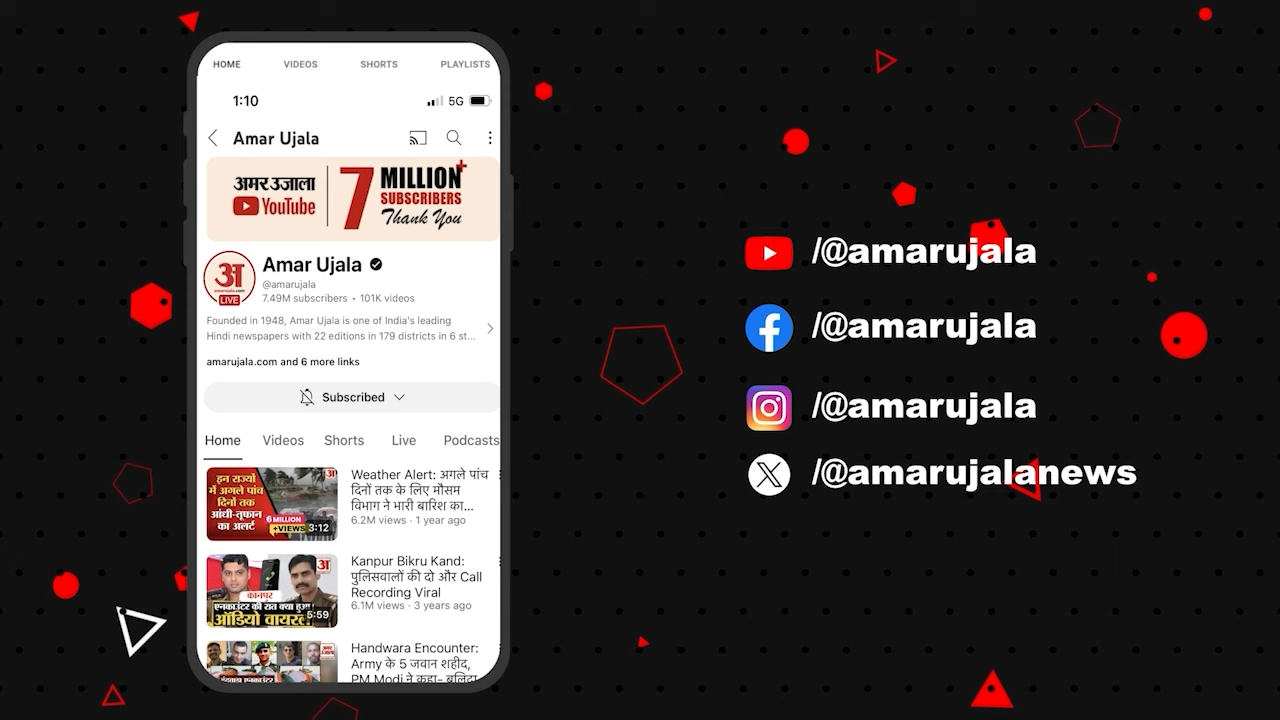 HOME VIDEOS SHORTS PLAYLISTS
1:10 5G
Amar Ujala
अमर उजाला
YouTube
7 MILLION+
SUBSCRIBERS
Thank You
अ
amarujala.com
LIVE
Amar Ujala
@amarujala
7.49M subscribers • 101K videos
Founded in 1948, Amar Ujala is one of India's leading
Hindi newspapers with 22 editions in 179 districts in 6 st...
amarujala.com and 6 more links
Subscribed
Home Videos Shorts Live Podcasts
इन राज्यों
में अगले पांच
दिनों तक
आंधी-तूफान
का अलर्ट
6 MILLION
+VIEWS
3:12
अ
Weather Alert: अगले पांच
दिनों तक के लिए मौसम
विभाग ने भारी बारिश का...
6.2M views · 1 year ago
अ
कानपुर
एनकाउंटर की रात क्या हुआ
ऑडियो वायरल
5:59
Kanpur Bikru Kand:
पुलिसवालों की दो और Call
Recording Viral
6.1M views · 3 years ago
Handwara Encounter:
Army के 5 जवान शहीद,
PM Modi ने कहा- बलिदा
/@amarujala
/@amarujala
/@amarujala
/@amarujalanews